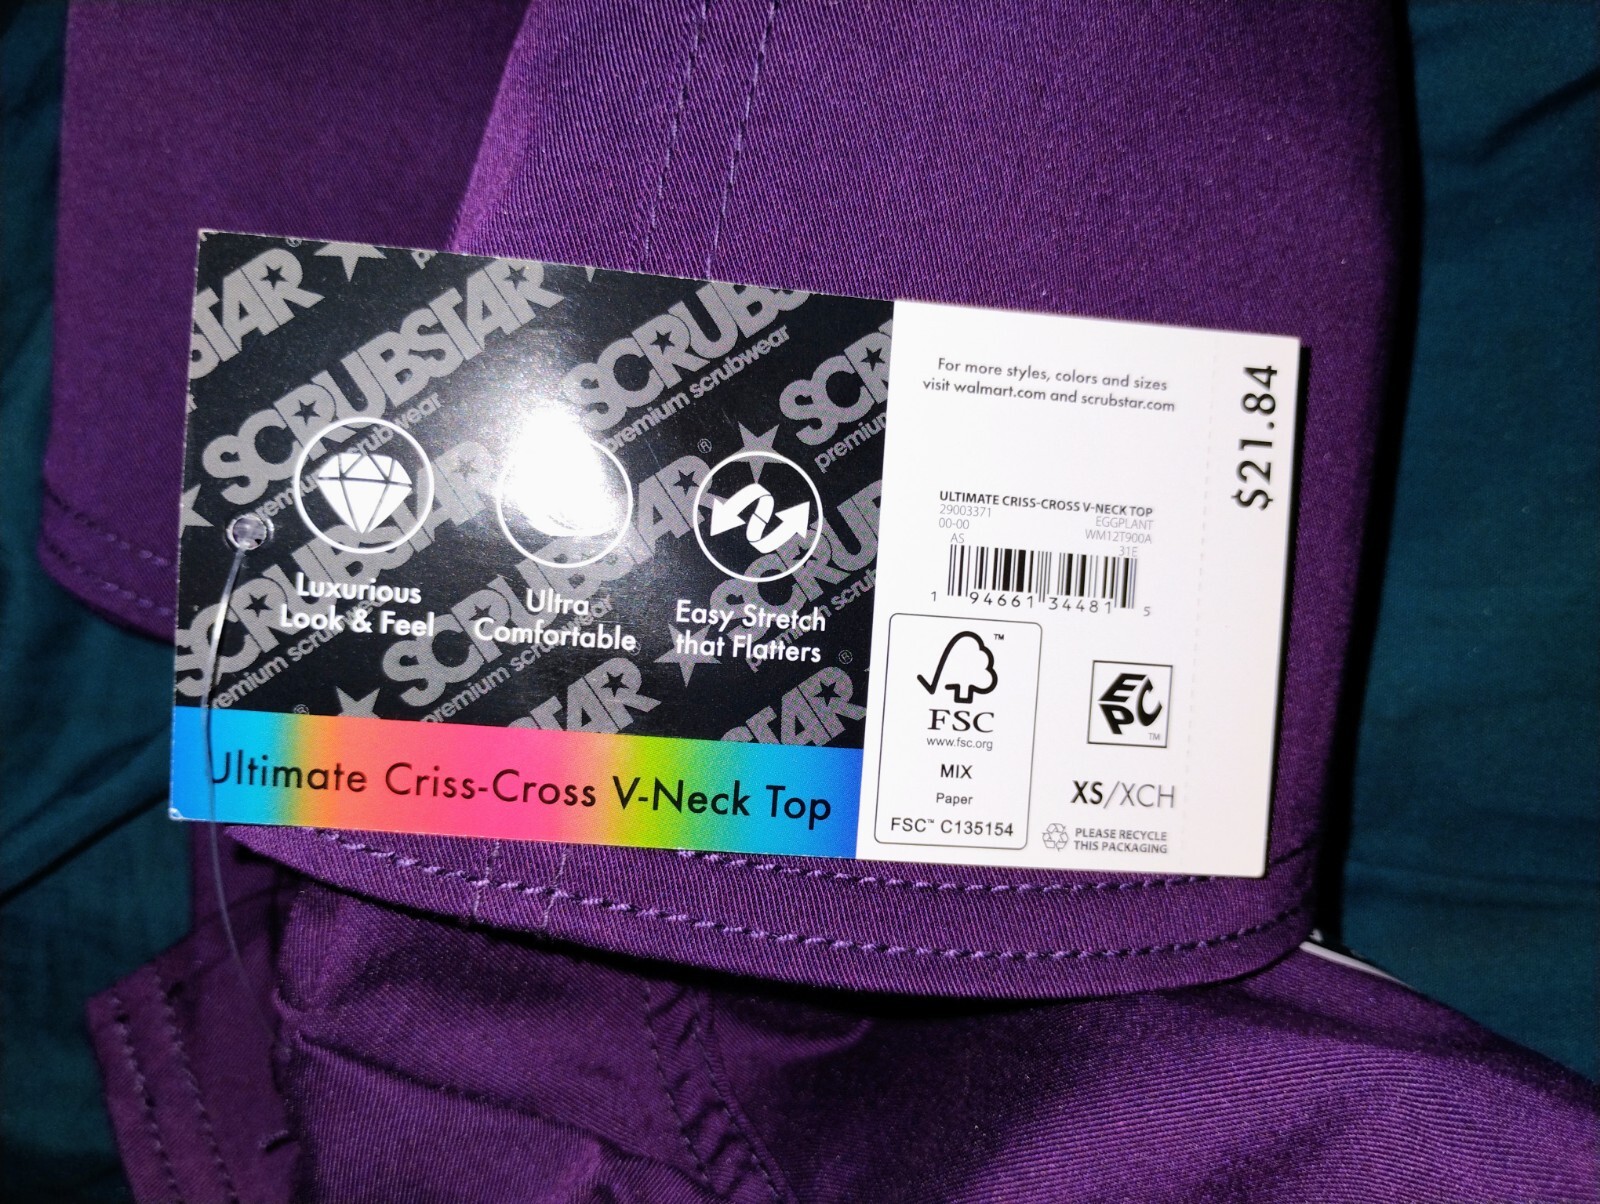 SCRUBSTAR®
premium scrubwear
Luxurious
Look & Feel
Ultra
Comfortable
Easy Stretch
that Flatters
Ultimate Criss-Cross V-Neck Top
For more styles, colors and sizes
visit walmart.com and scrubstar.com
$21.84
ULTIMATE CRISS-CROSS V-NECK TOP
29003371 EGGPLANT
00-00 WM12T900A
AS 31E
1 94661 34481 5
FSC
www.fsc.org
MIX
Paper
FSC™ C135154
EPC™
XS/XCH
PLEASE RECYCLE
THIS PACKAGING